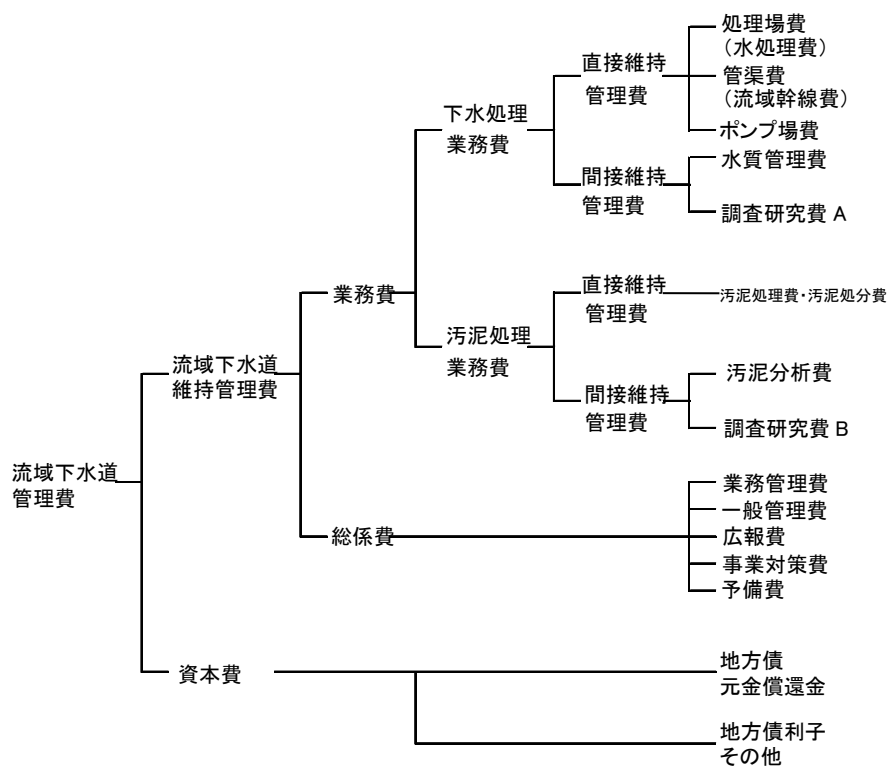 処理場費
（水処理費）
管渠費
（流域幹線費）
ポンプ場費
直接維持
管理費
下水処理
業務費
水質管理費
間接維持
管理費
調査研究費 A
業務費
直接維持
管理費
汚泥処理費・汚泥処分費
汚泥処理
業務費
流域下水道
維持管理費
汚泥分析費
間接維持
管理費
調査研究費 B
流域下水道
管理費
業務管理費
一般管理費
総係費
広報費
事業対策費
予備費
資本費
地方債
元金償還金
地方債利子
その他